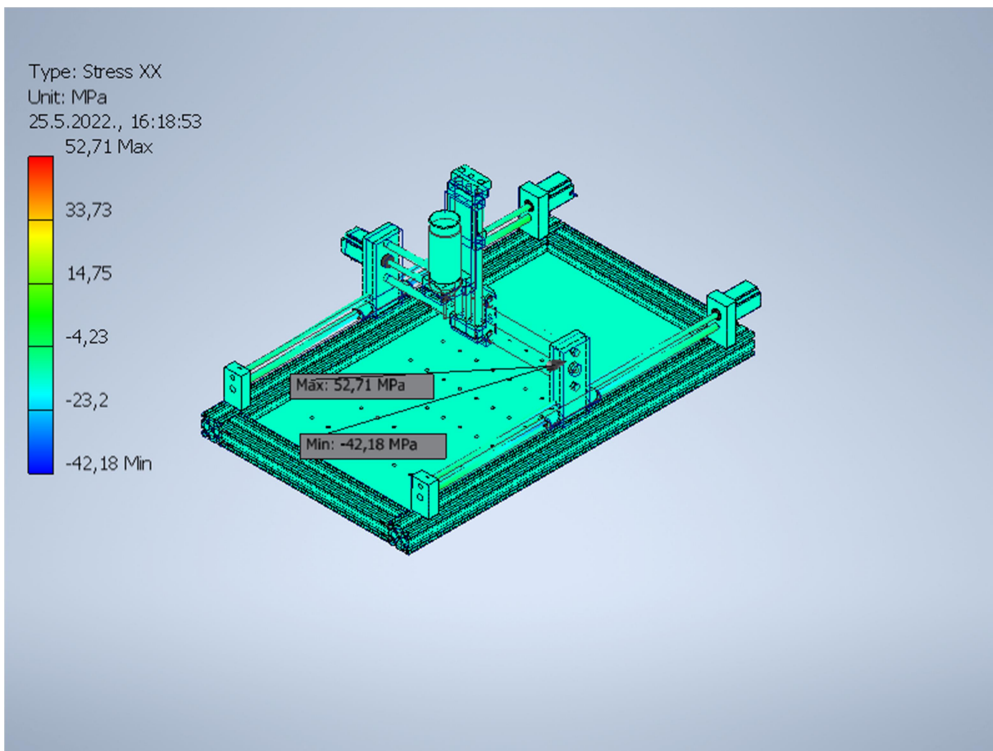 Type: Stress XX
Unit: MPa
25.5.2022., 16:18:53
52,71 Max
33,73
14,75
-4,23
-23,2
-42,18 Min
Max: 52,71 MPa
Min: -42,18 MPa